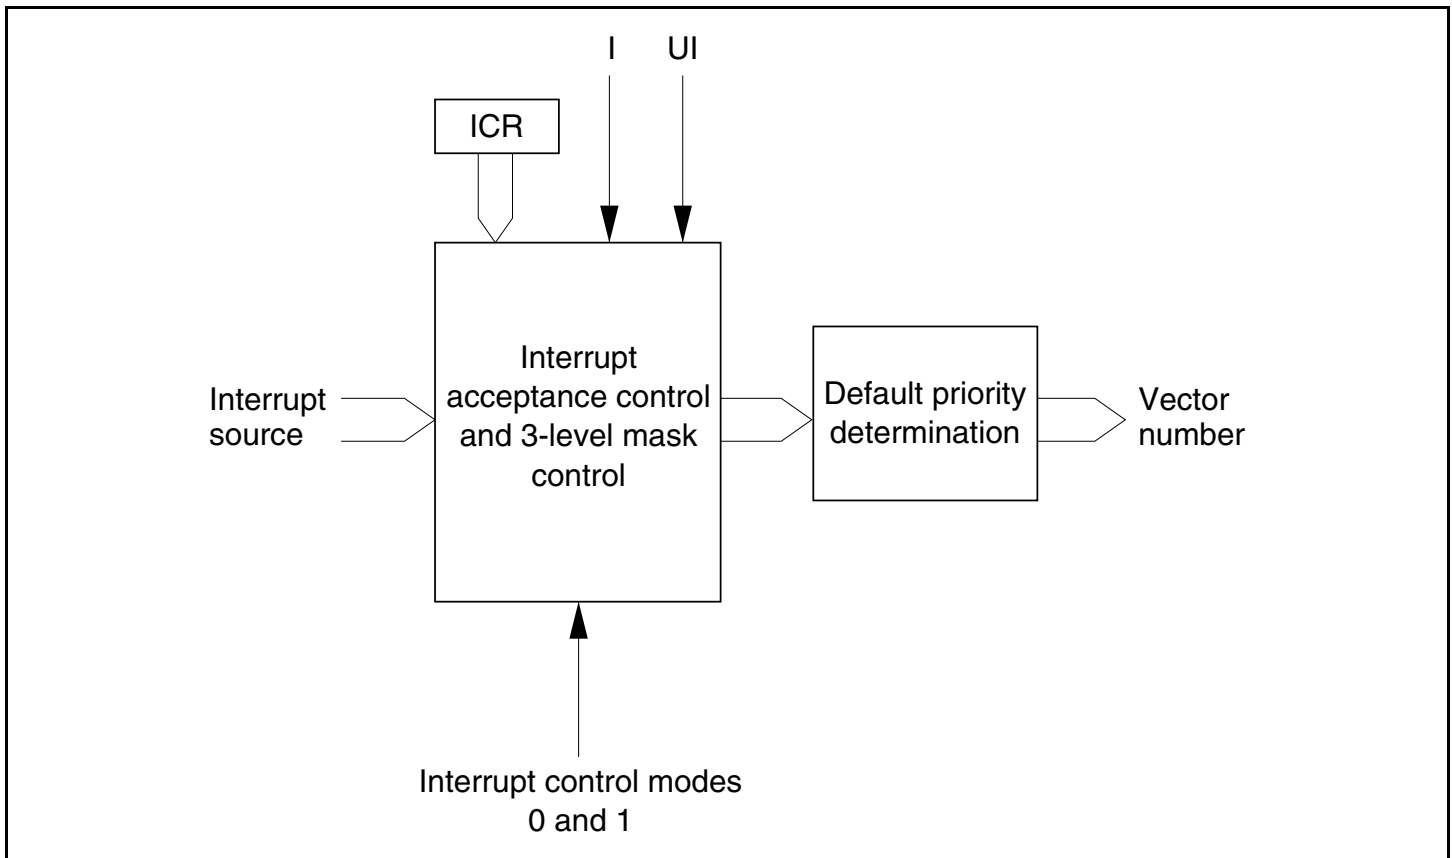 I UI
ICR
Interrupt
acceptance control
and 3-level mask
control
Interrupt
source
Default priority
determination
Vector
number
Interrupt control modes
0 and 1